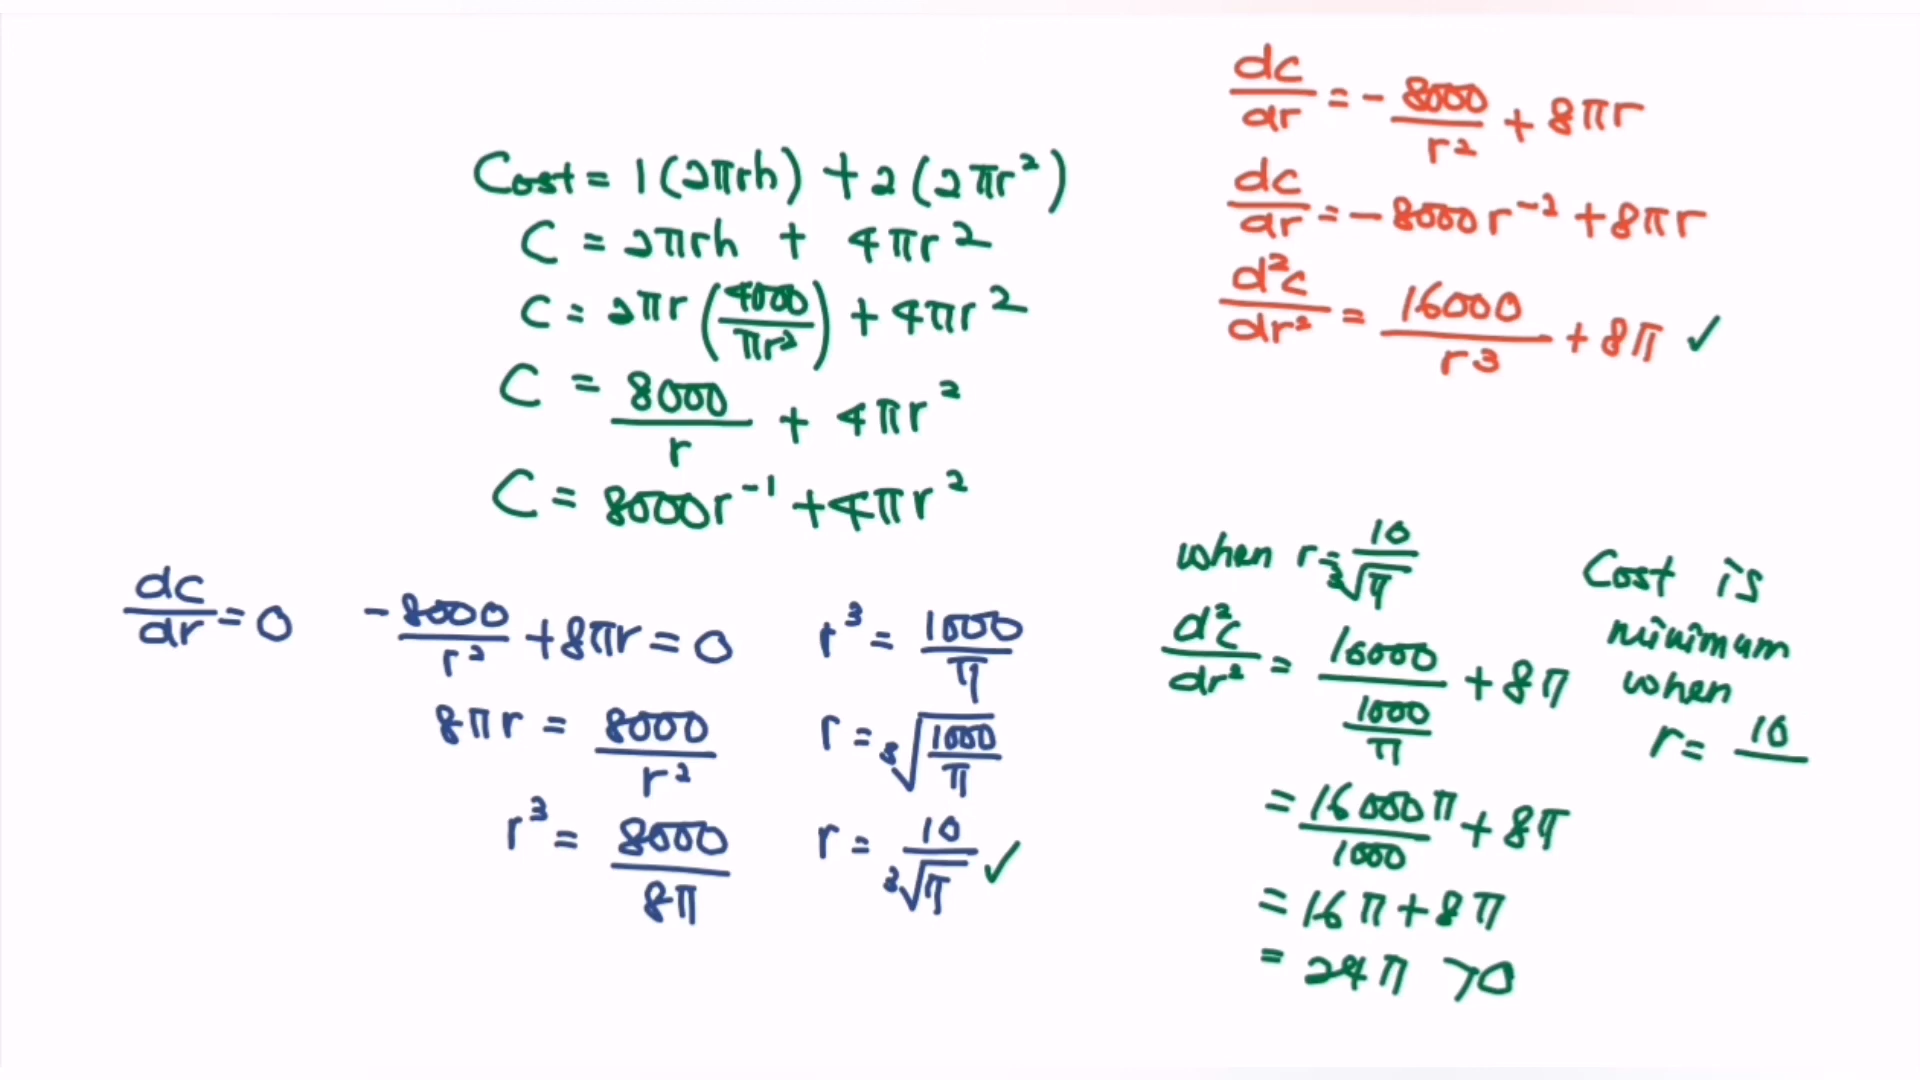 Cost = 1(2πrh) + 2(2πr²)
C = 2πrh + 4πr²
C = 2πr(4000/πr²) + 4πr²
C = 8000/r + 4πr²
C = 8000r⁻¹ + 4πr²
dc/dr = 0
-8000/r² + 8πr = 0
8πr = 8000/r²
r³ = 8000/8π
r³ = 1000/π
r = ³√(1000/π)
r = 10/³√π ✓
dc/dr = -8000/r² + 8πr
dc/dr = -8000r⁻² + 8πr
d²c/dr² = 16000/r³ + 8π ✓
when r = 10/³√π
d²c/dr² = 16000/(1000/π) + 8π
= 16000π/1000 + 8π
= 16π + 8π
= 24π >0
Cost is
minimum
when
r = 10/